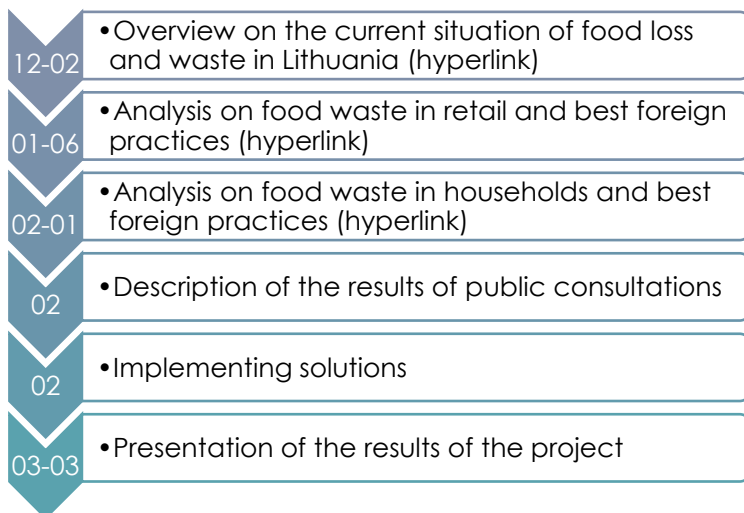 12-02
•Overview on the current situation of food loss
and waste in Lithuania (hyperlink)
01-06
•Analysis on food waste in retail and best foreign
practices (hyperlink)
02-01
•Analysis on food waste in households and best
foreign practices (hyperlink)
02
•Description of the results of public consultations
02
•Implementing solutions
03-03
•Presentation of the results of the project